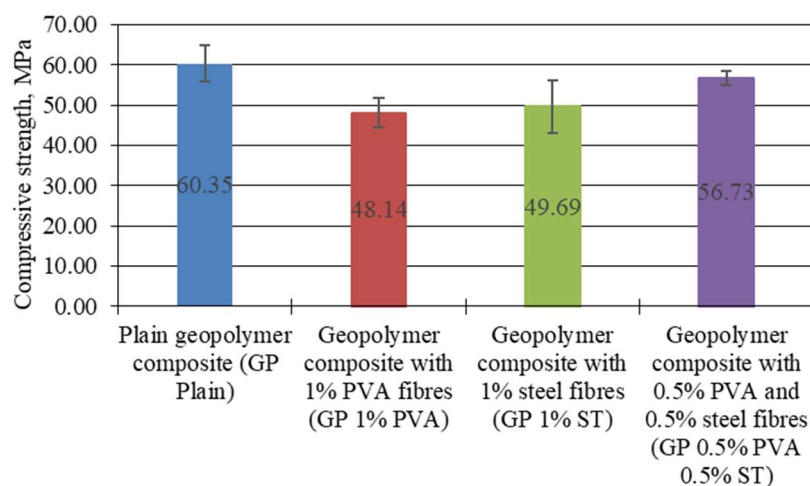 70.00
60.00
50.00
40.00
30.00
20.00
10.00
0.00
Compressive strength, MPa
60.35
48.14
49.69
56.73
Plain geopolymer
composite (GP
Plain)
Geopolymer
composite with
1% PVA fibres
(GP 1% PVA)
Geopolymer
composite with
1% steel fibres
(GP 1% ST)
Geopolymer
composite with
0.5% PVA and
0.5% steel fibres
(GP 0.5% PVA
0.5% ST)